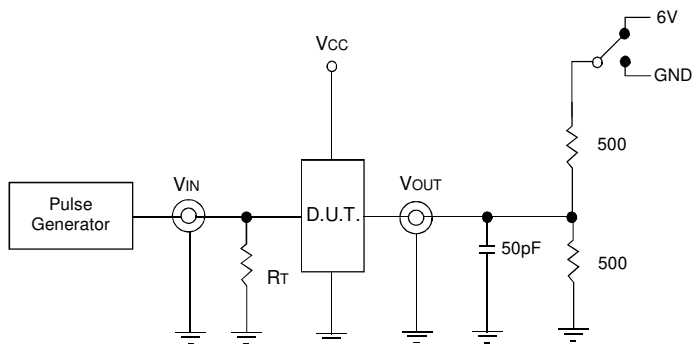 6V
GND
VCC
500
VIN
VOUT
Pulse
Generator
D.U.T.
50pF
500
RT